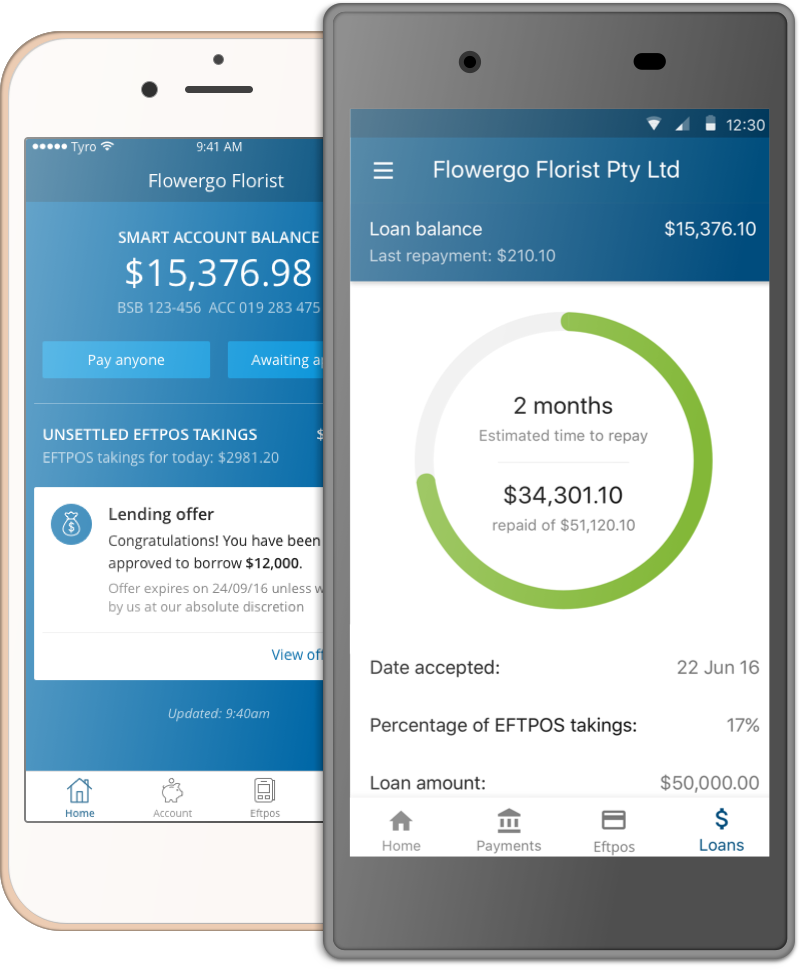 Tyro 9:41 AM
Flowergo Florist
SMART ACCOUNT BALANCE
$15,376.98
BSB 123-456 ACC 019 283 475
Pay anyone
Awaiting
UNSETTLED EFTPOS TAKINGS $
EFTPOS takings for today: $2981.20
Lending offer
Congratulations! You have been
approved to borrow $12,000.
Offer expires on 24/09/16 unless
by us at our absolute discretion
View
Updated: 9:40am
Home
Account
Eftpos
12:30
Flowergo Florist Pty Ltd
Loan balance $15,376.10
Last repayment: $210.10
2 months
Estimated time to repay
$34,301.10
repaid of $51,120.10
Date accepted: 22 Jun 16
Percentage of EFTPOS takings: 17%
Loan amount: $50,000.00
Home
Payments
Eftpos
Loans